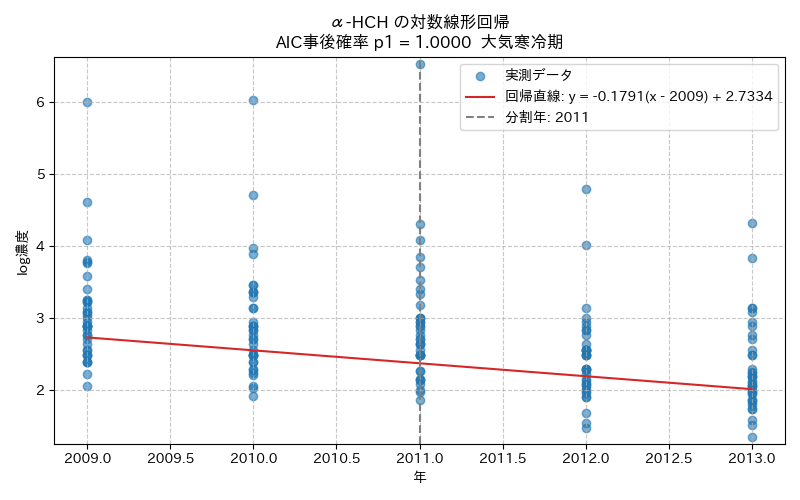 α-HCH の対数線形回帰
AIC事後確率 p1 = 1.0000 大気寒冷期
実測データ
回帰直線: y = -0.1791(x - 2009) + 2.7334
分割年: 2011
log濃度
6
5
4
3
2
2009.0 2009.5 2010.0 2010.5 2011.0 2011.5 2012.0 2012.5 2013.0
年